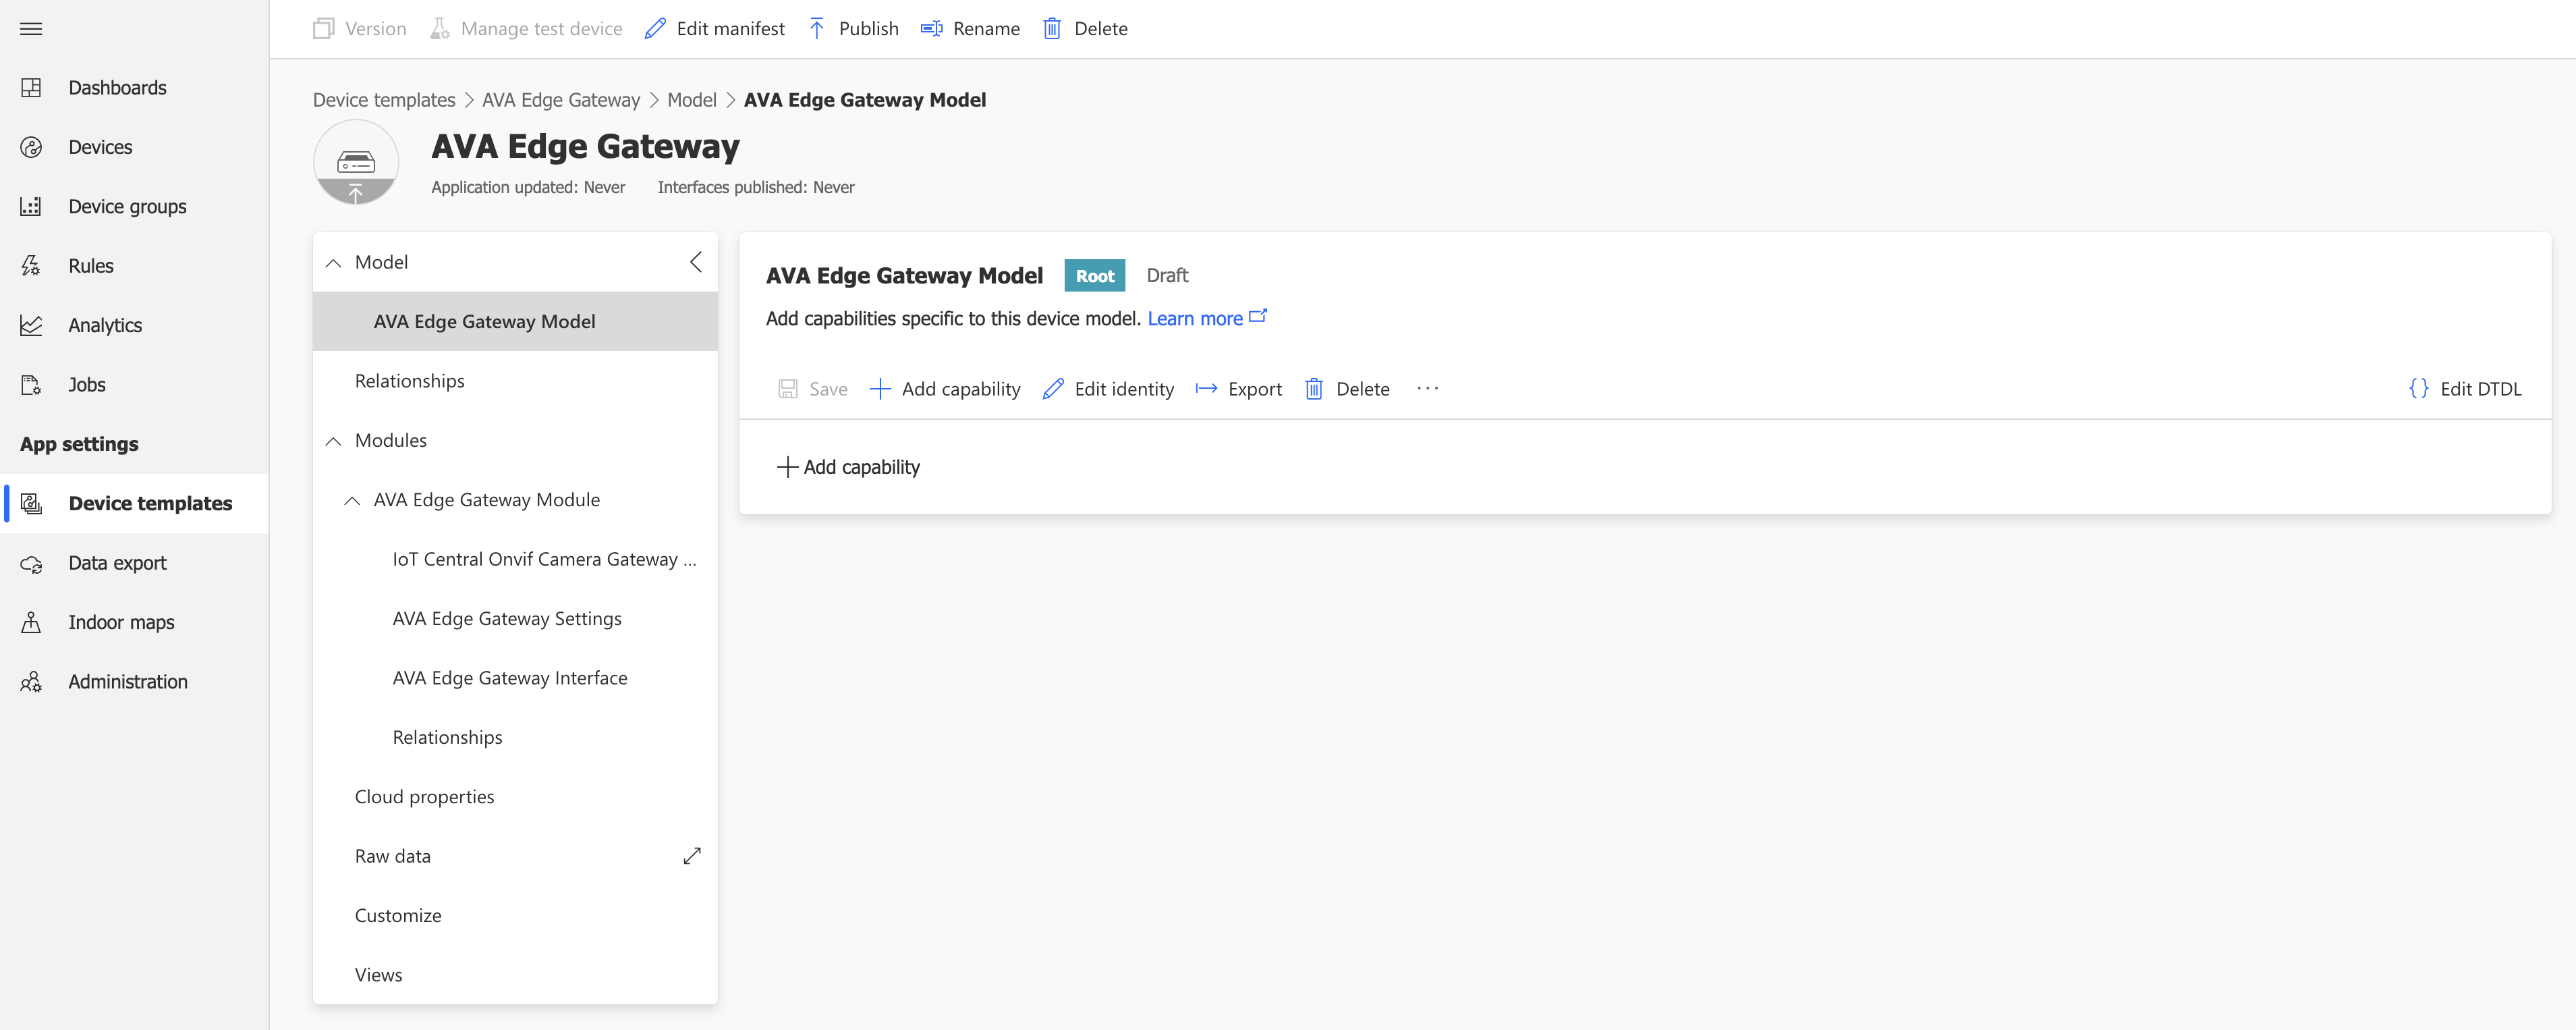 Version Manage test device Edit manifest Publish Rename Delete
Dashboards
Devices
Device groups
Rules
Analytics
Jobs
App settings
Device templates
Data export
Indoor maps
Administration
Device templates > AVA Edge Gateway > Model > AVA Edge Gateway Model
AVA Edge Gateway
Application updated: Never Interfaces published: Never
Model
AVA Edge Gateway Model
Relationships
Modules
AVA Edge Gateway Module
IoT Central Onvif Camera Gateway ...
AVA Edge Gateway Settings
AVA Edge Gateway Interface
Relationships
Cloud properties
Raw data
Customize
Views
AVA Edge Gateway Model Root Draft
Add capabilities specific to this device model. Learn more
Save Add capability Edit identity Export Delete ... {} Edit DTDL
Add capability